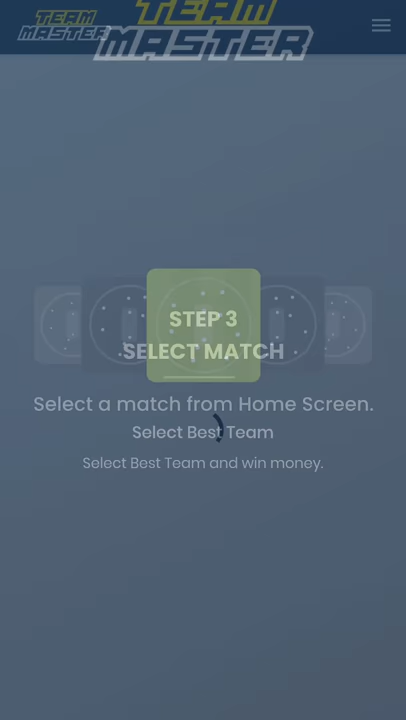 TEAM
MASTER
TEAM
MASTER
STEP 3
SELECT MATCH
Select a match from Home Screen.
Select Best Team
Select Best Team and win money.